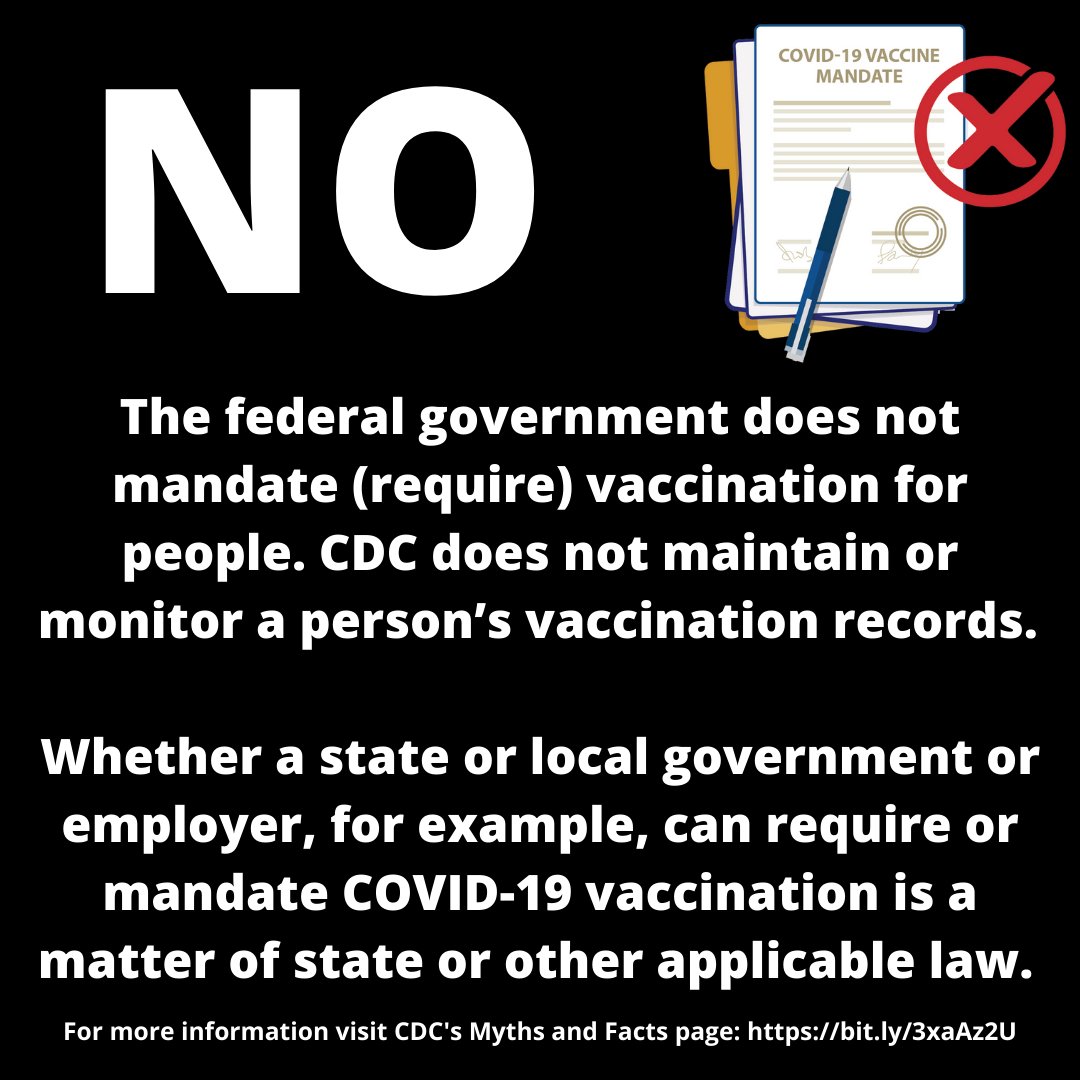 NO
COVID-19 VACCINE
MANDATE
The federal government does not
mandate (require) vaccination for
people. CDC does not maintain or
monitor a person’s vaccination records.
Whether a state or local government or
employer, for example, can require or
mandate COVID-19 vaccination is a
matter of state or other applicable law.
For more information visit CDC's Myths and Facts page: https://bit.ly/3xaAz2U